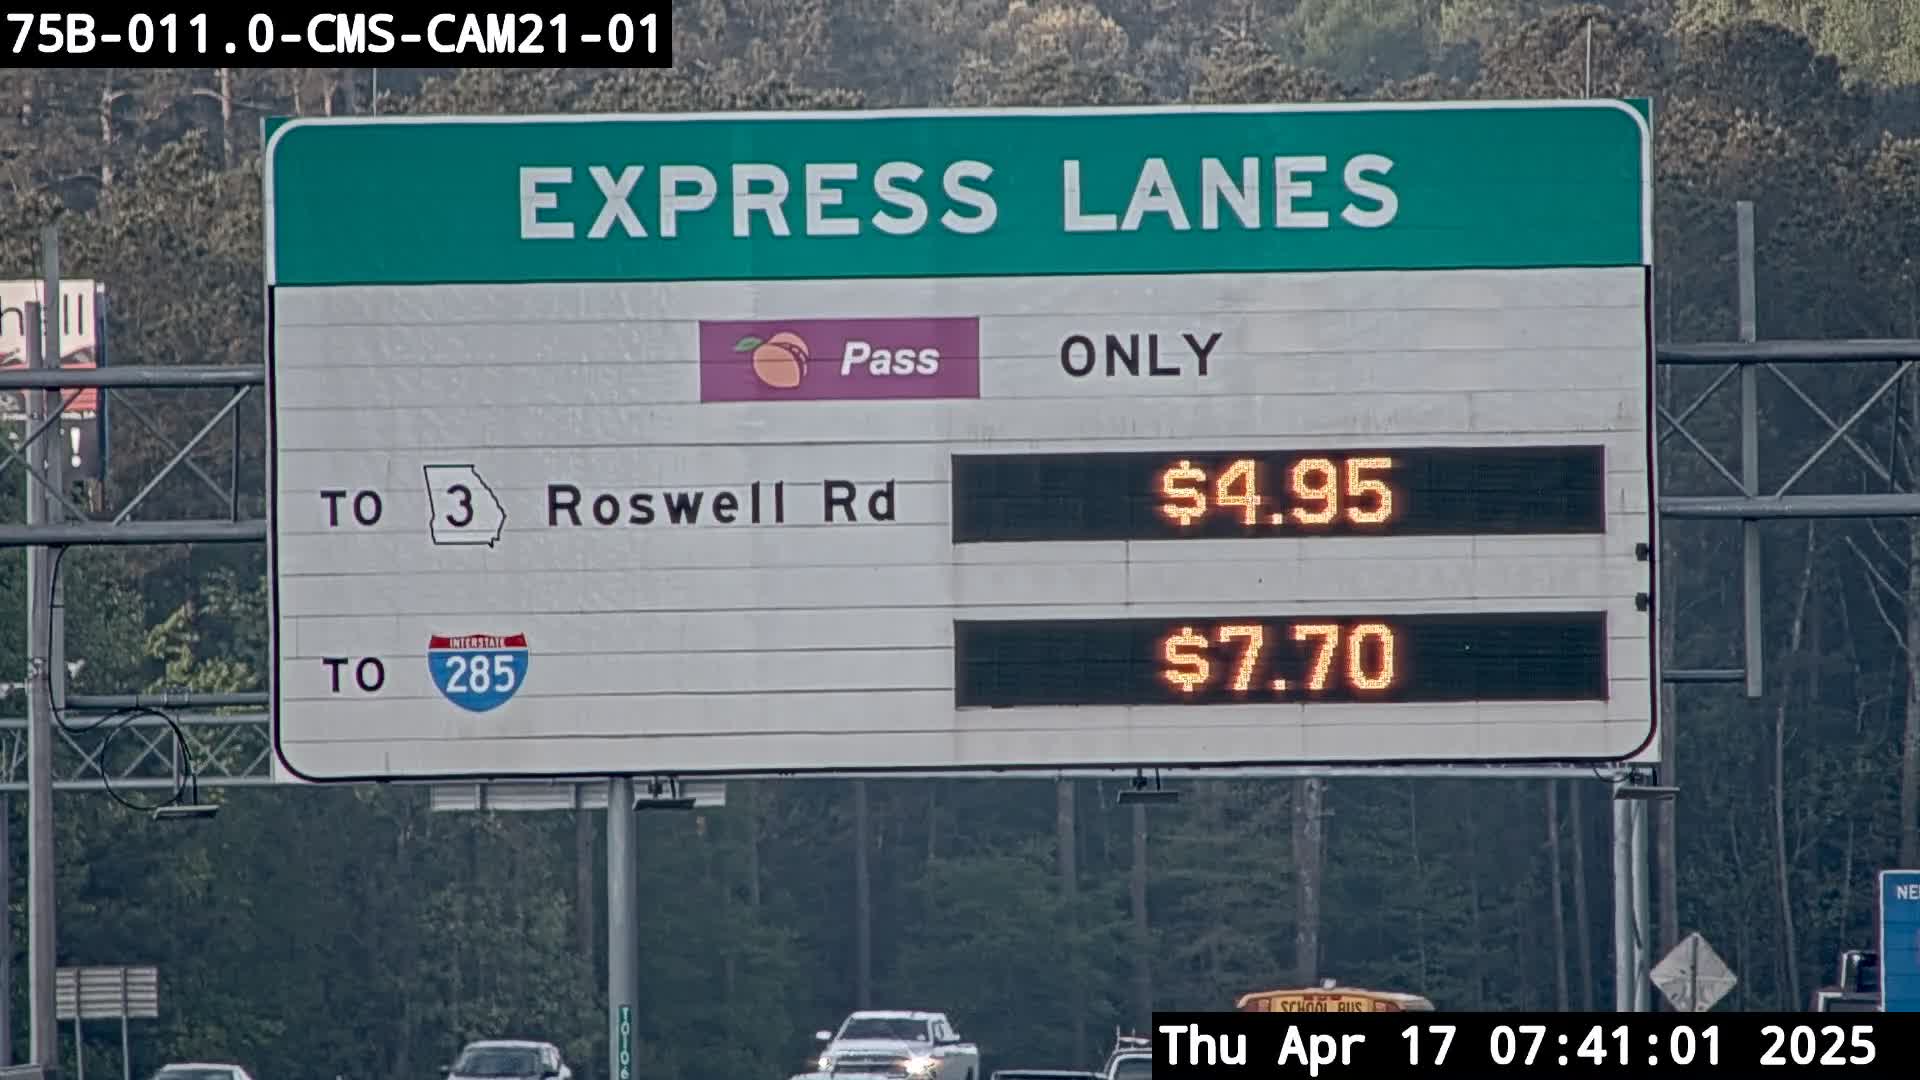 75B-011.0-CMS-CAM21-01
EXPRESS LANES
Pass ONLY
TO 3 Roswell Rd $4.95
TO INTERSTATE 285 $7.70
SCHOOL BUS
Thu Apr 17 07:41:01 2025